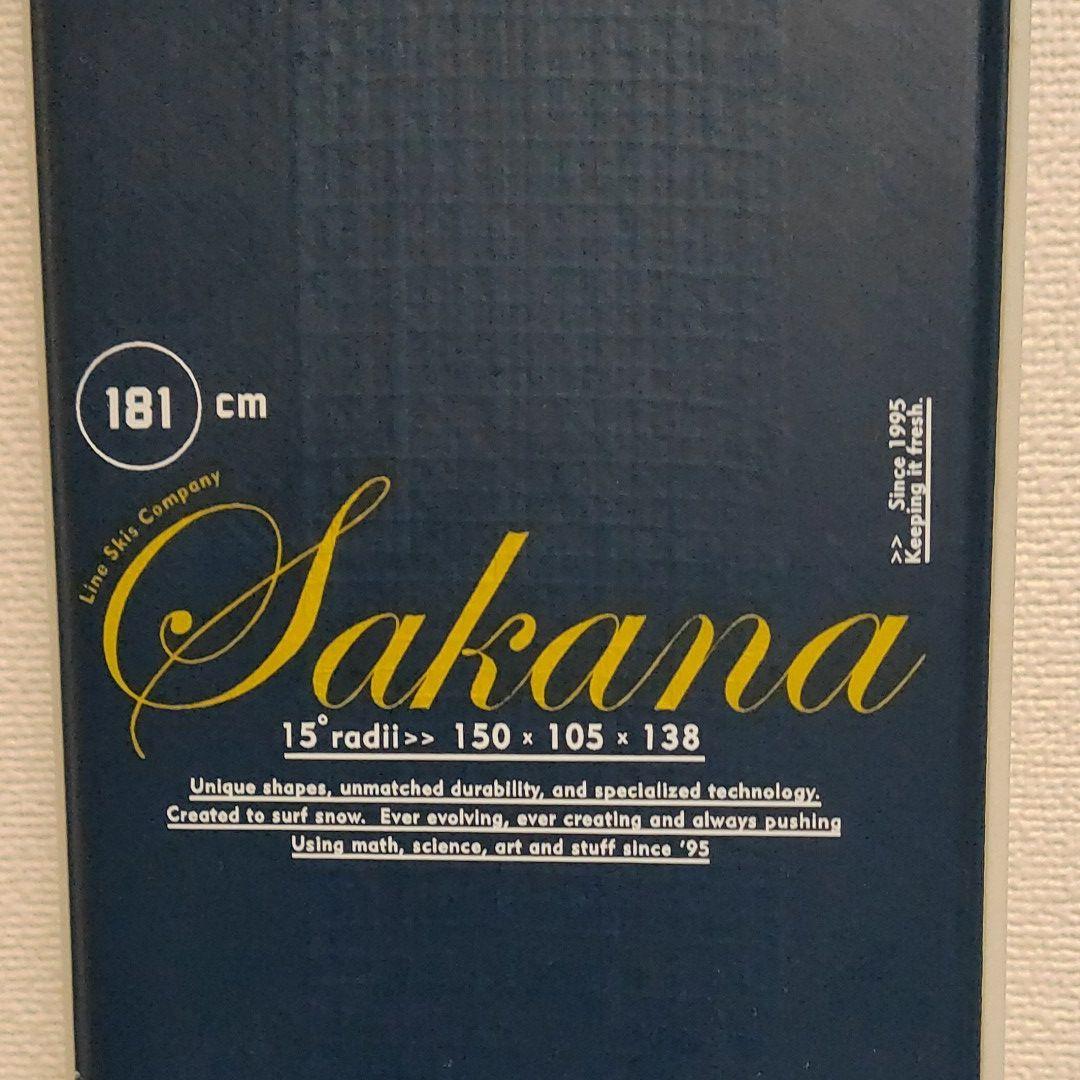 181 cm
Line Skis Company
Sakana
>> Since 1995
Keeping it fresh.
15° radii>> 150 x 105 x 138
Unique shapes, unmatched durability, and specialized technology.
Created to surf snow. Ever evolving, ever creating and always pushing
Using math, science, art and stuff since '95